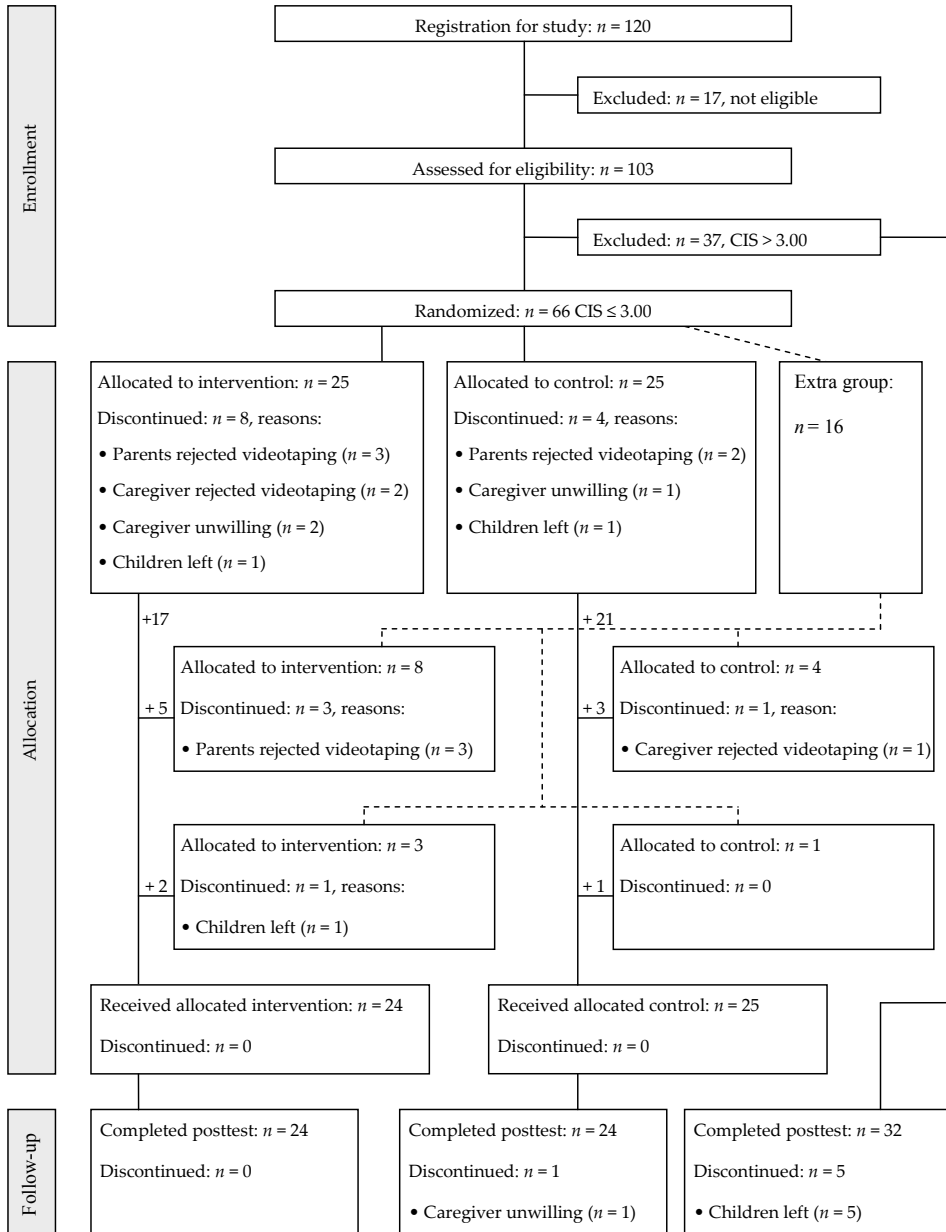 Enrollment
Registration for study: n = 120
Excluded: n = 17, not eligible
Assessed for eligibility: n = 103
Excluded: n = 37, CIS > 3.00
Randomized: n = 66 CIS ≤ 3.00
Allocation
Allocated to intervention: n = 25
Discontinued: n = 8, reasons:
• Parents rejected videotaping (n = 3)
• Caregiver rejected videotaping (n = 2)
• Caregiver unwilling (n = 2)
• Children left (n = 1)
Allocated to control: n = 25
Discontinued: n = 4, reasons:
• Parents rejected videotaping (n = 2)
• Caregiver unwilling (n = 1)
• Children left (n = 1)
Extra group:
n = 16
+17
+ 21
Allocated to intervention: n = 8
+ 5
Discontinued: n = 3, reasons:
• Parents rejected videotaping (n = 3)
Allocated to control: n = 4
+ 3
Discontinued: n = 1, reason:
• Caregiver rejected videotaping (n = 1)
Allocated to intervention: n = 3
+ 2
Discontinued: n = 1, reasons:
• Children left (n = 1)
Allocated to control: n = 1
+ 1
Discontinued: n = 0
Received allocated intervention: n = 24
Discontinued: n = 0
Received allocated control: n = 25
Discontinued: n = 0
Follow-up
Completed posttest: n = 24
Discontinued: n = 0
Completed posttest: n = 24
Discontinued: n = 1
• Caregiver unwilling (n = 1)
Completed posttest: n = 32
Discontinued: n = 5
• Children left (n = 5)